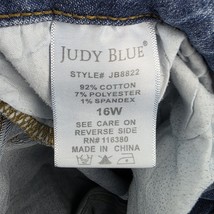 JUDY BLUE®
STYLE# JB8822
92% COTTON
7% POLYESTER
1% SPANDEX
16W
SEE CARE ON
REVERSE SIDE
RN# 116380
MADE IN CHINA